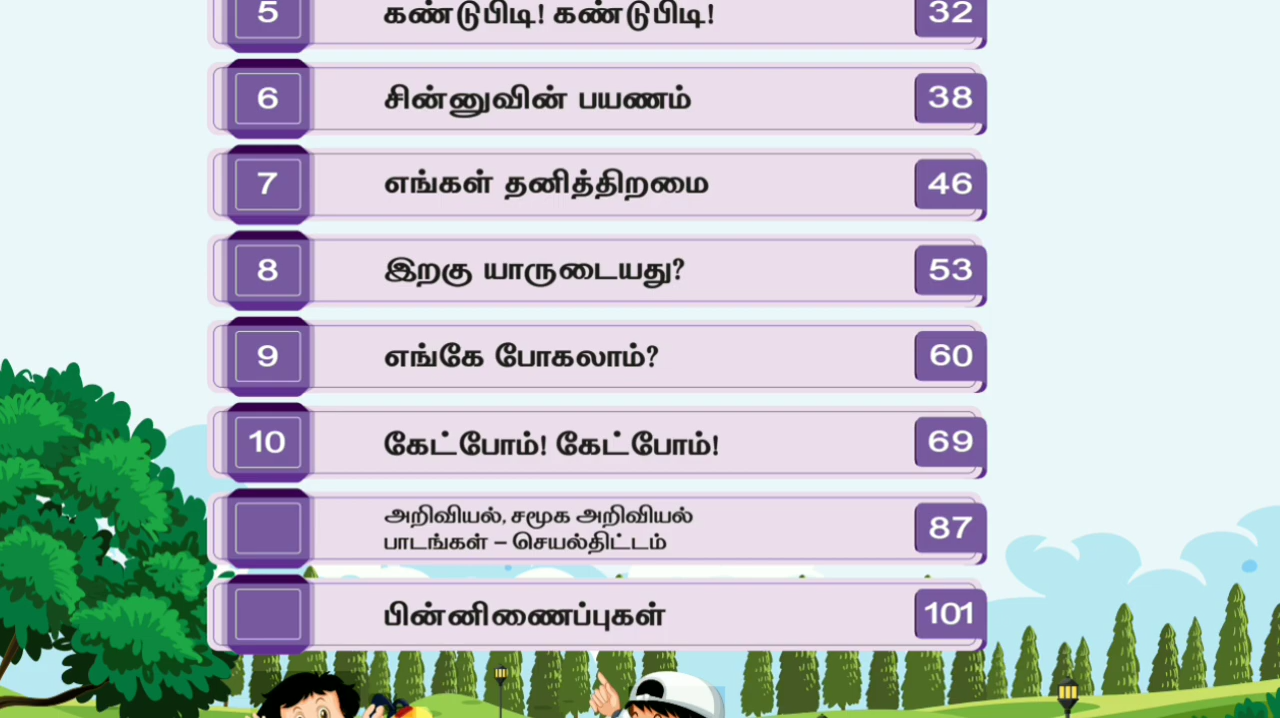 5 கண்டுபிடி! கண்டுபிடி! 32
6 சின்னுவின் பயணம் 38
7 எங்கள் தனித்திறமை 46
8 இறகு யாருடையது? 53
9 எங்கே போகலாம்? 60
10 கேட்போம்! கேட்போம்! 69
அறிவியல், சமூக அறிவியல்
பாடங்கள் – செயல்திட்டம் 87
பின்னிணைப்புகள் 101